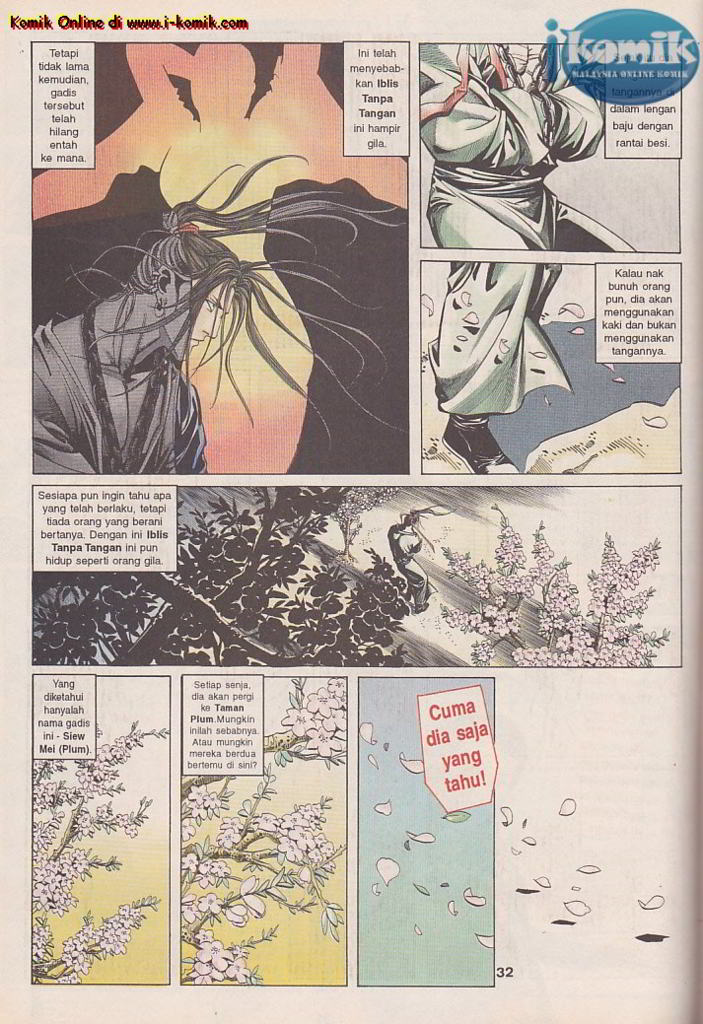 Komik Online di www.i-komik.com
ikomik
MALAYSIA ONLINE KOMIK
Tetapi
tidak lama
kemudian,
gadis
tersebut
telah
hilang
entah
ke mana.
Ini telah
menyebab-
kan Iblis
Tanpa
Tangan
ini hampir
gila.
tangannya di
dalam lengan
baju dengan
rantai besi.
Kalau nak
bunuh orang
pun, dia akan
menggunakan
kaki dan bukan
menggunakan
tangannya.
Sesiapa pun ingin tahu apa
yang telah berlaku, tetapi
tiada orang yang berani
bertanya. Dengan ini Iblis
Tanpa Tangan ini pun
hidup seperti orang gila.
Yang
diketahui
hanyalah
nama gadis
ini - Siew
Mei (Plum).
Setiap senja,
dia akan pergi
ke Taman
Plum.Mungkin
inilah sebabnya.
Atau mungkin
mereka berdua
bertemu di sini?
Cuma
dia saja
yang
tahu!
32